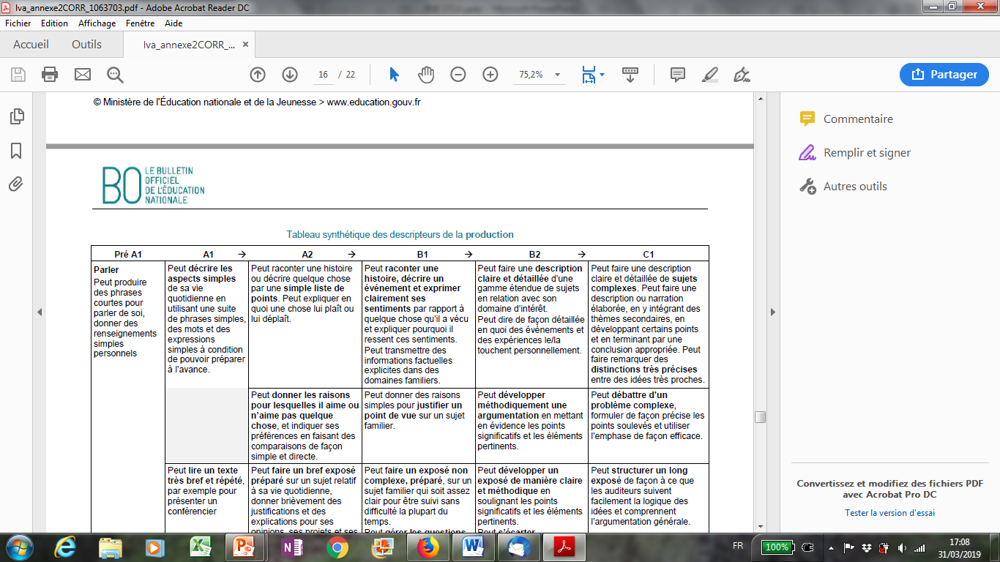 lva_annexe2CORR_1063703.pdf - Adobe Acrobat Reader DC
Fichier Edition Affichage Fenêtre Aide
Accueil Outils lva_annexe2CORR_...
16 / 22 75,2% Partager
© Ministère de l'Éducation nationale et de la Jeunesse > www.education.gouv.fr
Commentaire
Remplir et signer
Autres outils
BO LE BULLETIN
OFFICIEL
DE L'ÉDUCATION
NATIONALE
Tableau synthétique des descripteurs de la production
Pré A1 A1 → A2 → B1 → B2 → C1
Parler
Peut produire
des phrases
courtes pour
parler de soi,
donner des
renseignements
simples
personnels
Peut décrire les
aspects simples
de sa vie
quotidienne en
utilisant une suite
de phrases simples,
des mots et des
expressions
simples à condition
de pouvoir préparer
à l'avance.
Peut raconter une histoire
ou décrire quelque chose
par une simple liste de
points. Peut expliquer en
quoi une chose lui plaît ou
lui déplaît.
Peut raconter une
histoire, décrire un
événement et exprimer
clairement ses
sentiments par rapport à
quelque chose qu'il a vécu
et expliquer pourquoi il
ressent ces sentiments.
Peut transmettre des
informations factuelles
explicites dans des
domaines familiers.
Peut faire une description
claire et détaillée d'une
gamme étendue de sujets
en relation avec son
domaine d'intérêt.
Peut dire de façon détaillée
en quoi des événements et
des expériences le/la
touchent personnellement.
Peut faire une description
claire et détaillée de sujets
complexes. Peut faire une
description ou narration
élaborée, en y intégrant des
thèmes secondaires, en
développant certains points
et en terminant par une
conclusion appropriée. Peut
faire remarquer des
distinctions très précises
entre des idées très proches.
Peut donner les raisons
pour lesquelles il aime ou
n'aime pas quelque
chose, et indiquer ses
préférences en faisant des
comparaisons de façon
simple et directe.
Peut donner des raisons
simples pour justifier un
point de vue sur un sujet
familier.
Peut développer
méthodiquement une
argumentation en mettant
en évidence les points
significatifs et les éléments
pertinents.
Peut débattre d'un
problème complexe,
formuler de façon précise les
points soulevés et utiliser
l'emphase de façon efficace.
Peut lire un texte
très bref et répété,
par exemple pour
présenter un
conférencier
Peut faire un bref exposé
préparé sur un sujet relatif
à sa vie quotidienne,
donner brièvement des
justifications et des
explications pour ses
opinions, ses projets et ses
Peut faire un exposé non
complexe, préparé, sur un
sujet familier qui soit assez
clair pour être suivi sans
difficulté la plupart du
temps.
Peut gérer les questions
Peut développer un
exposé de manière claire
et méthodique en
soulignant les points
significatifs et les éléments
pertinents.
Peut s'écarter
Peut structurer un long
exposé de façon à ce que
les auditeurs suivent
facilement la logique des
idées et comprennent
l'argumentation générale.
Convertissez et modifiez des fichiers PDF
avec Acrobat Pro DC
Tester la version d'essai
FR 100% 17:08
31/03/2019